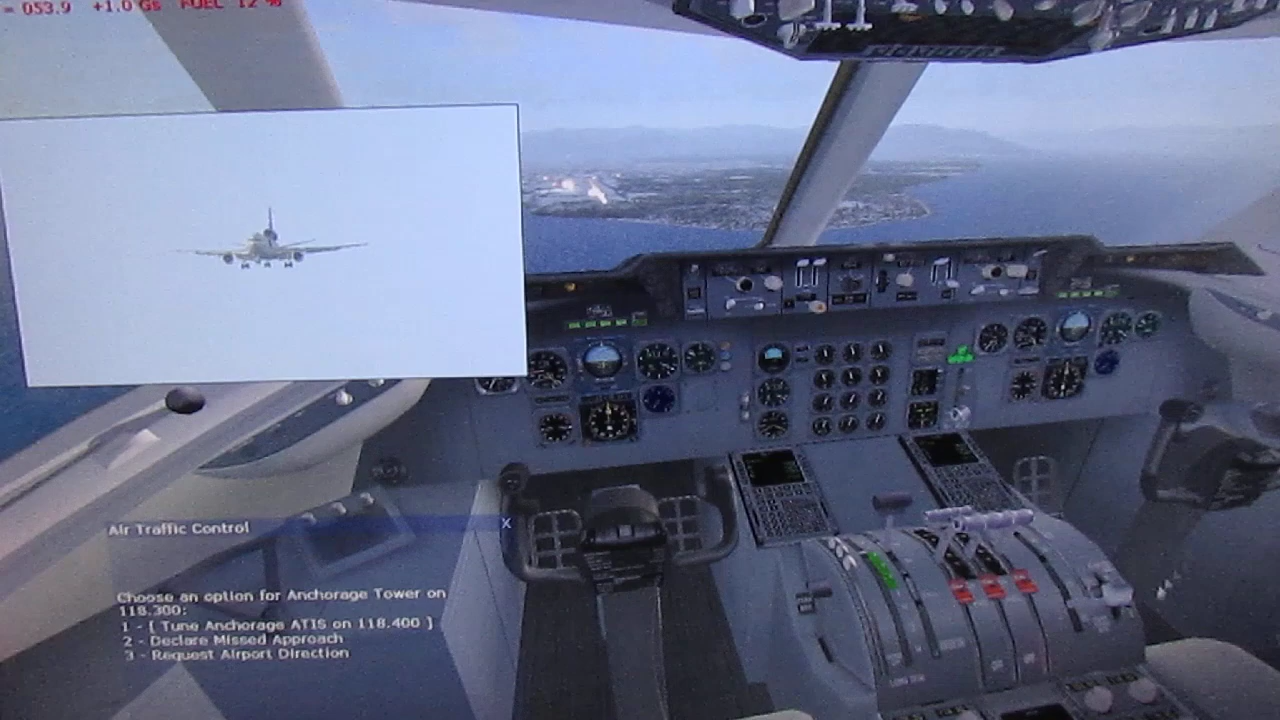 = 053.9 +1.0 Gs FUEL 12 %
Air Traffic Control X
Choose an option for Anchorage Tower on
118.300:
1 - [ Tune Anchorage ATIS on 118.400 ]
2 - Declare Missed Approach
3 - Request Airport Direction